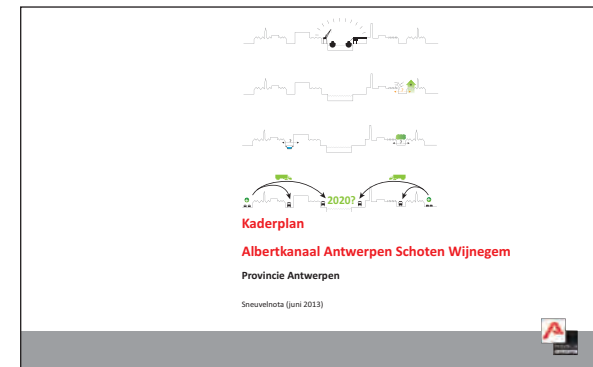 2020?
Kaderplan
Albertkanaal Antwerpen Schoten Wijnegem
Provincie Antwerpen
Sneuvelnota (juni 2013)